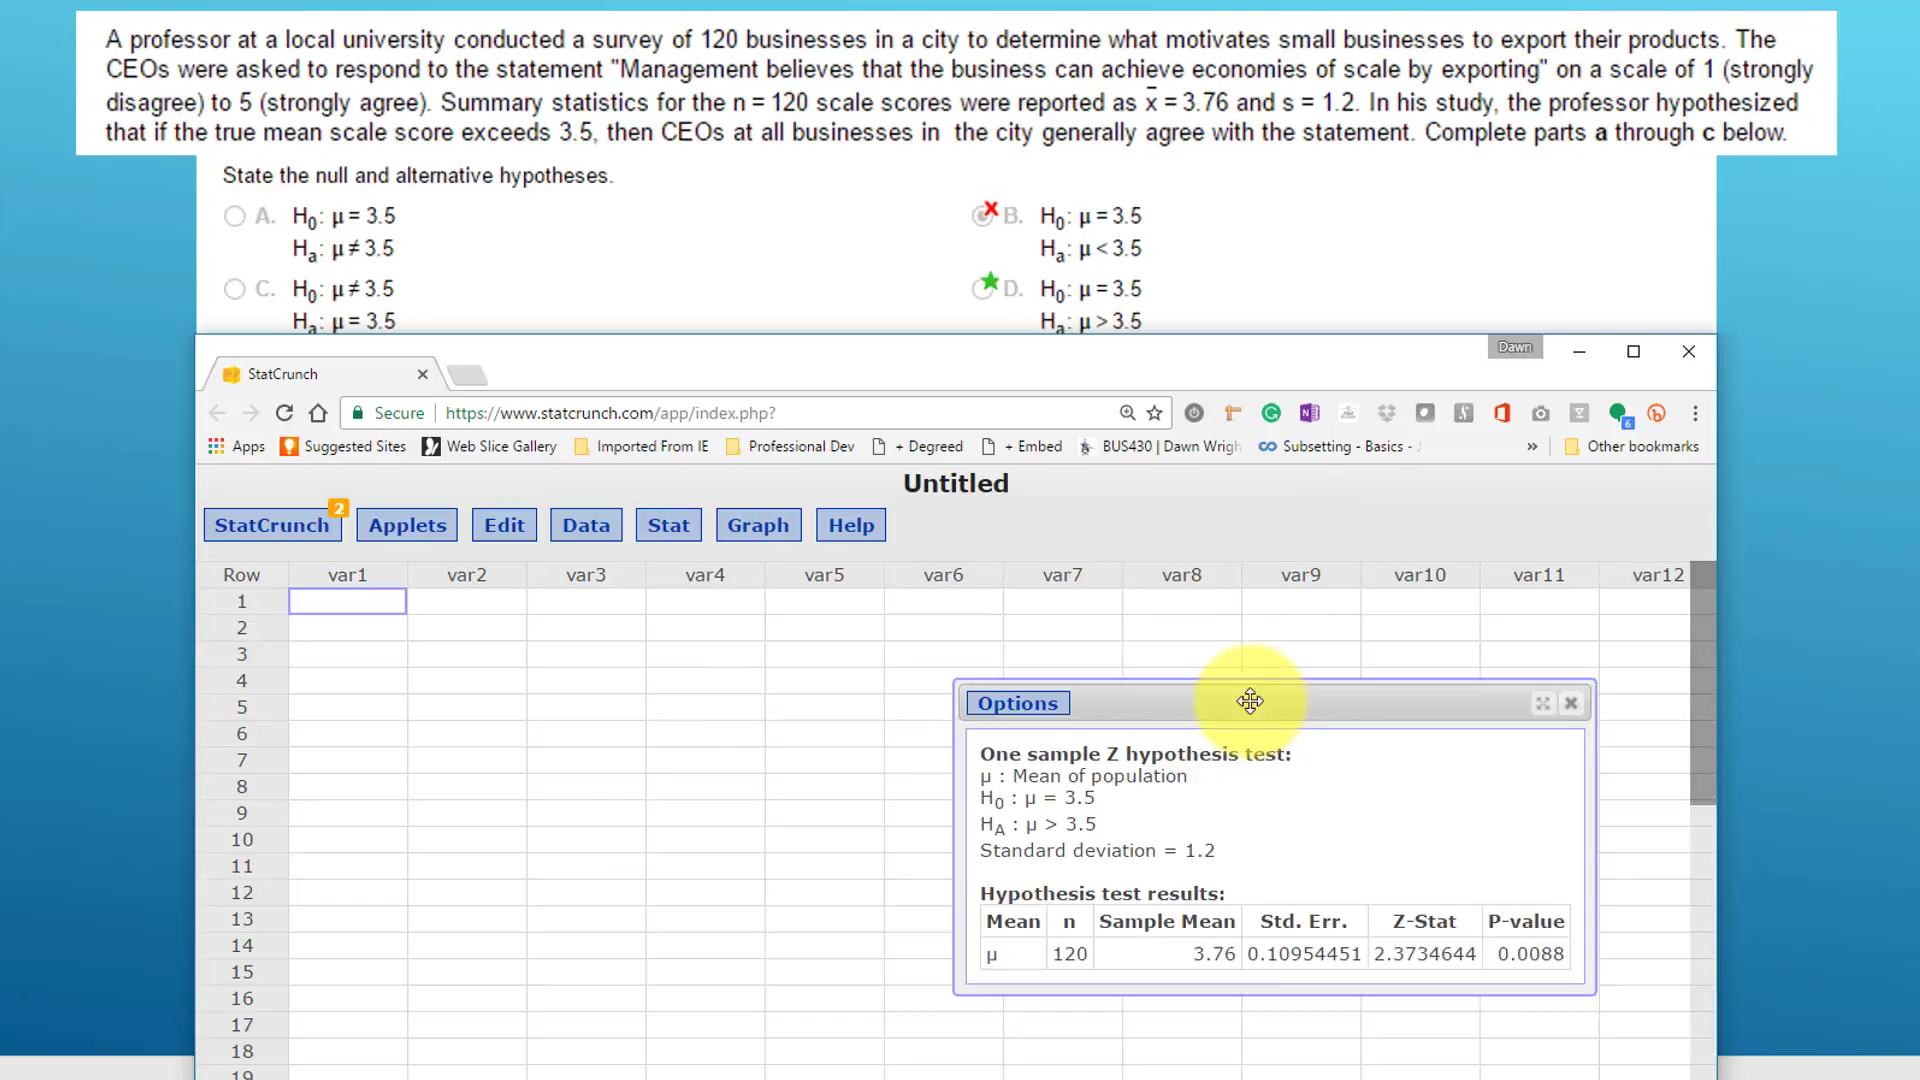 A professor at a local university conducted a survey of 120 businesses in a city to determine what motivates small businesses to export their products. The
CEOs were asked to respond to the statement "Management believes that the business can achieve economies of scale by exporting" on a scale of 1 (strongly
disagree) to 5 (strongly agree). Summary statistics for the n = 120 scale scores were reported as x̄ = 3.76 and s = 1.2. In his study, the professor hypothesized
that if the true mean scale score exceeds 3.5, then CEOs at all businesses in the city generally agree with the statement. Complete parts a through c below.
State the null and alternative hypotheses.
A. H0: μ = 3.5
Ha: μ ≠ 3.5
B. H0: μ = 3.5
Ha: μ < 3.5
C. H0: μ ≠ 3.5
Ha: μ = 3.5
D. H0: μ = 3.5
Ha: μ > 3.5
Dawn
StatCrunch
Secure https://www.statcrunch.com/app/index.php?
6
Apps Suggested Sites Web Slice Gallery Imported From IE Professional Dev + Degreed + Embed BUS430 | Dawn Wrigh Subsetting - Basics - » Other bookmarks
Untitled
StatCrunch 2 Applets Edit Data Stat Graph Help
Row var1 var2 var3 var4 var5 var6 var7 var8 var9 var10 var11 var12
1
2
3
4
5
6
7
8
9
10
11
12
13
14
15
16
17
18
19
Options
One sample Z hypothesis test:
μ : Mean of population
H0 : μ = 3.5
HA : μ > 3.5
Standard deviation = 1.2
Hypothesis test results:
Mean n Sample Mean Std. Err. Z-Stat P-value
μ 120 3.76 0.10954451 2.3734644 0.0088